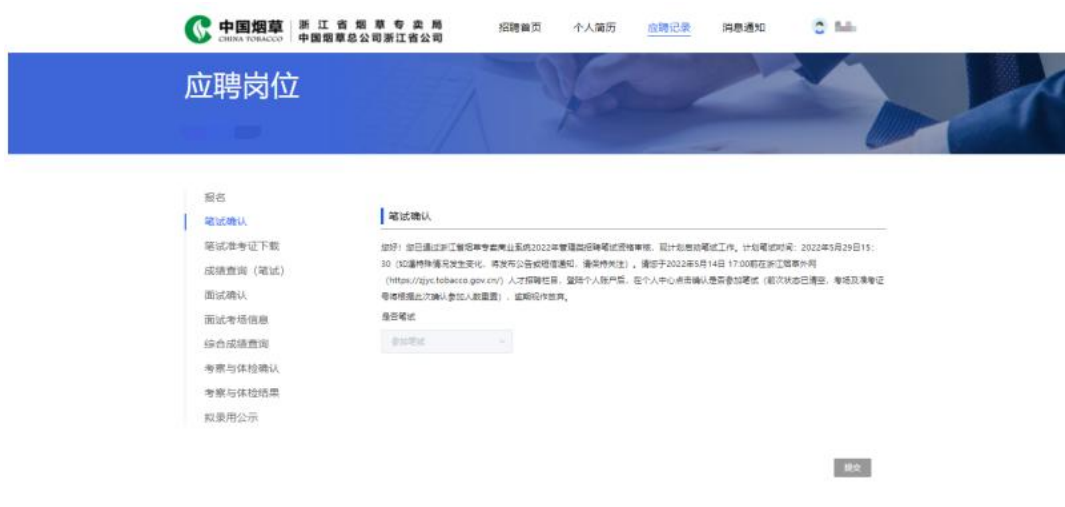 中国烟草
CHINA TOBACCO
浙江省烟草专卖局
中国烟草总公司浙江省公司
招聘首页 个人简历 应聘记录 消息通知
应聘岗位
报名
笔试确认
笔试准考证下载
成绩查询（笔试）
面试确认
面试考场信息
综合成绩查询
考察与体检确认
考察与体检结果
拟录用公示
笔试确认
您好！您已通过浙江省烟草专卖商业系统2022年管理类招聘笔试资格审核，现计划启动笔试工作。计划笔试时间：2022年5月29日15：
30（如遇特殊情况发生变化，将发布公告或短信通知，请保持关注）。请您于2022年5月14日 17:00前在浙江烟草外网
（https://zjyc.tobacco.gov.cn/）人才招聘栏目，登陆个人账户后，在个人中心点击确认是否参加笔试（前次状态已清空，考场及准考证
号将根据此次确认参加人数重置），逾期视作放弃。
是否笔试
参加笔试
提交